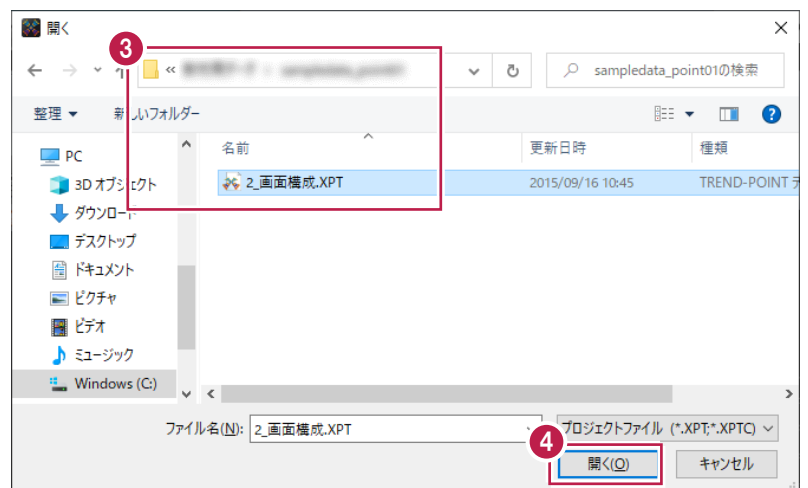 開く
3
«
sampledata_point01の検索
整理 新しいフォルダー
名前 更新日時 種類
PC
2_画面構成.XPT 2015/09/16 10:45 TREND-POINT デ
3D オブジェクト
ダウンロード
デスクトップ
ドキュメント
ピクチャ
ビデオ
ミュージック
Windows (C:)
ファイル名(N): 2_画面構成.XPT プロジェクトファイル (*.XPT;*.XPTC)
4
開く(O) キャンセル